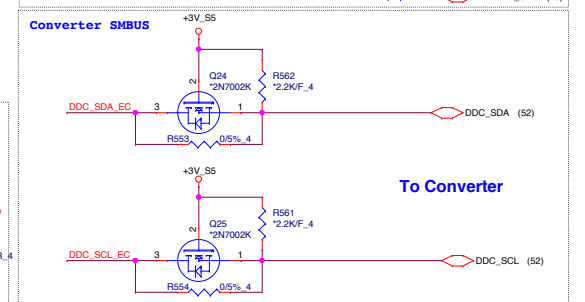 Converter SMBUS
+3V_S5
Q24
*2N7002K
R562
*2.2K/F_4
2
DDC_SDA_EC
3
1
DDC_SDA (52)
R553
0/5%_4
+3V_S5
To Converter
Q25
*2N7002K
R561
*2.2K/F_4
2
DDC_SCL_EC
3
1
DDC_SCL (52)
R554
0/5%_4